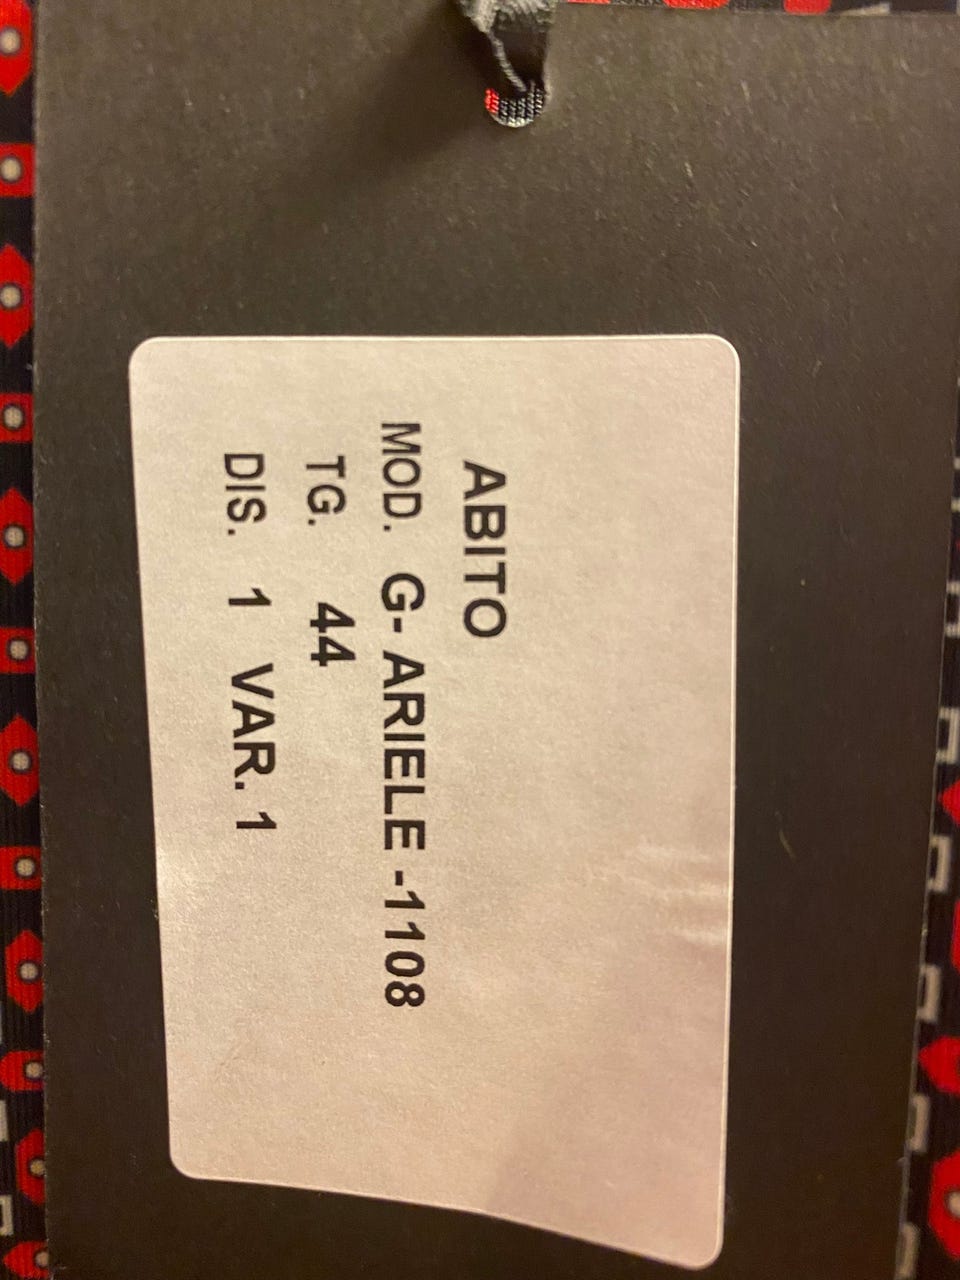 ABITO
MOD. G- ARIELE -1108
TG. 44
DIS. 1 VAR. 1